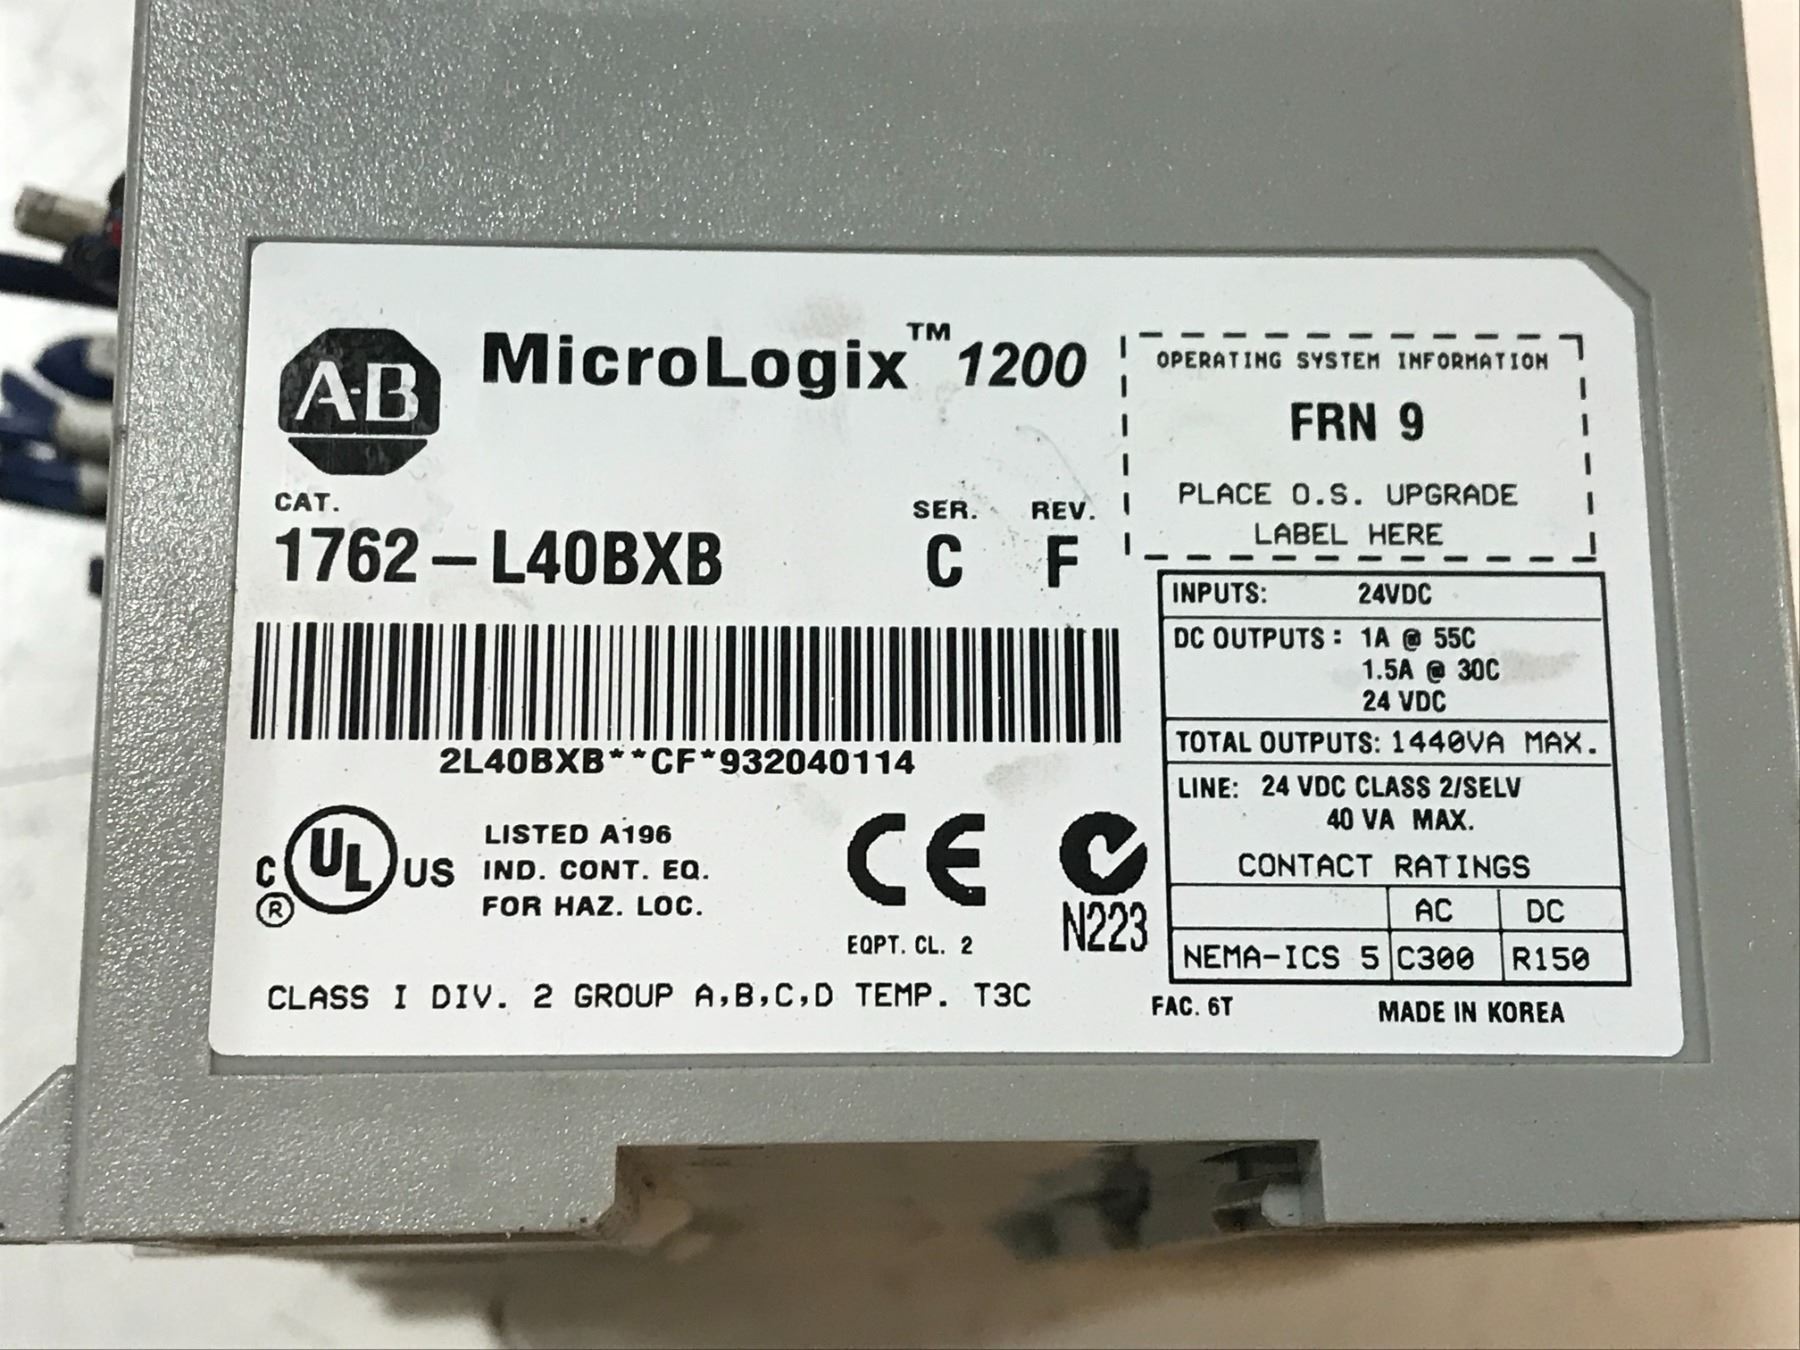 A-B
MicroLogix™ 1200
CAT.
1762-L40BXB
SER. REV.
C F
2L40BXB**CF*932040114
C UL US
®
LISTED A196
IND. CONT. EQ.
FOR HAZ. LOC.
CE
EQPT. CL. 2
N223
CLASS I DIV. 2 GROUP A,B,C,D TEMP. T3C
OPERATING SYSTEM INFORMATION
FRN 9
PLACE O.S. UPGRADE
LABEL HERE
INPUTS: 24VDC
DC OUTPUTS: 1A @ 55C
1.5A @ 30C
24 VDC
TOTAL OUTPUTS: 1440VA MAX.
LINE: 24 VDC CLASS 2/SELV
40 VA MAX.
CONTACT RATINGS
AC DC
NEMA-ICS 5 C300 R150
FAC. 6T MADE IN KOREA